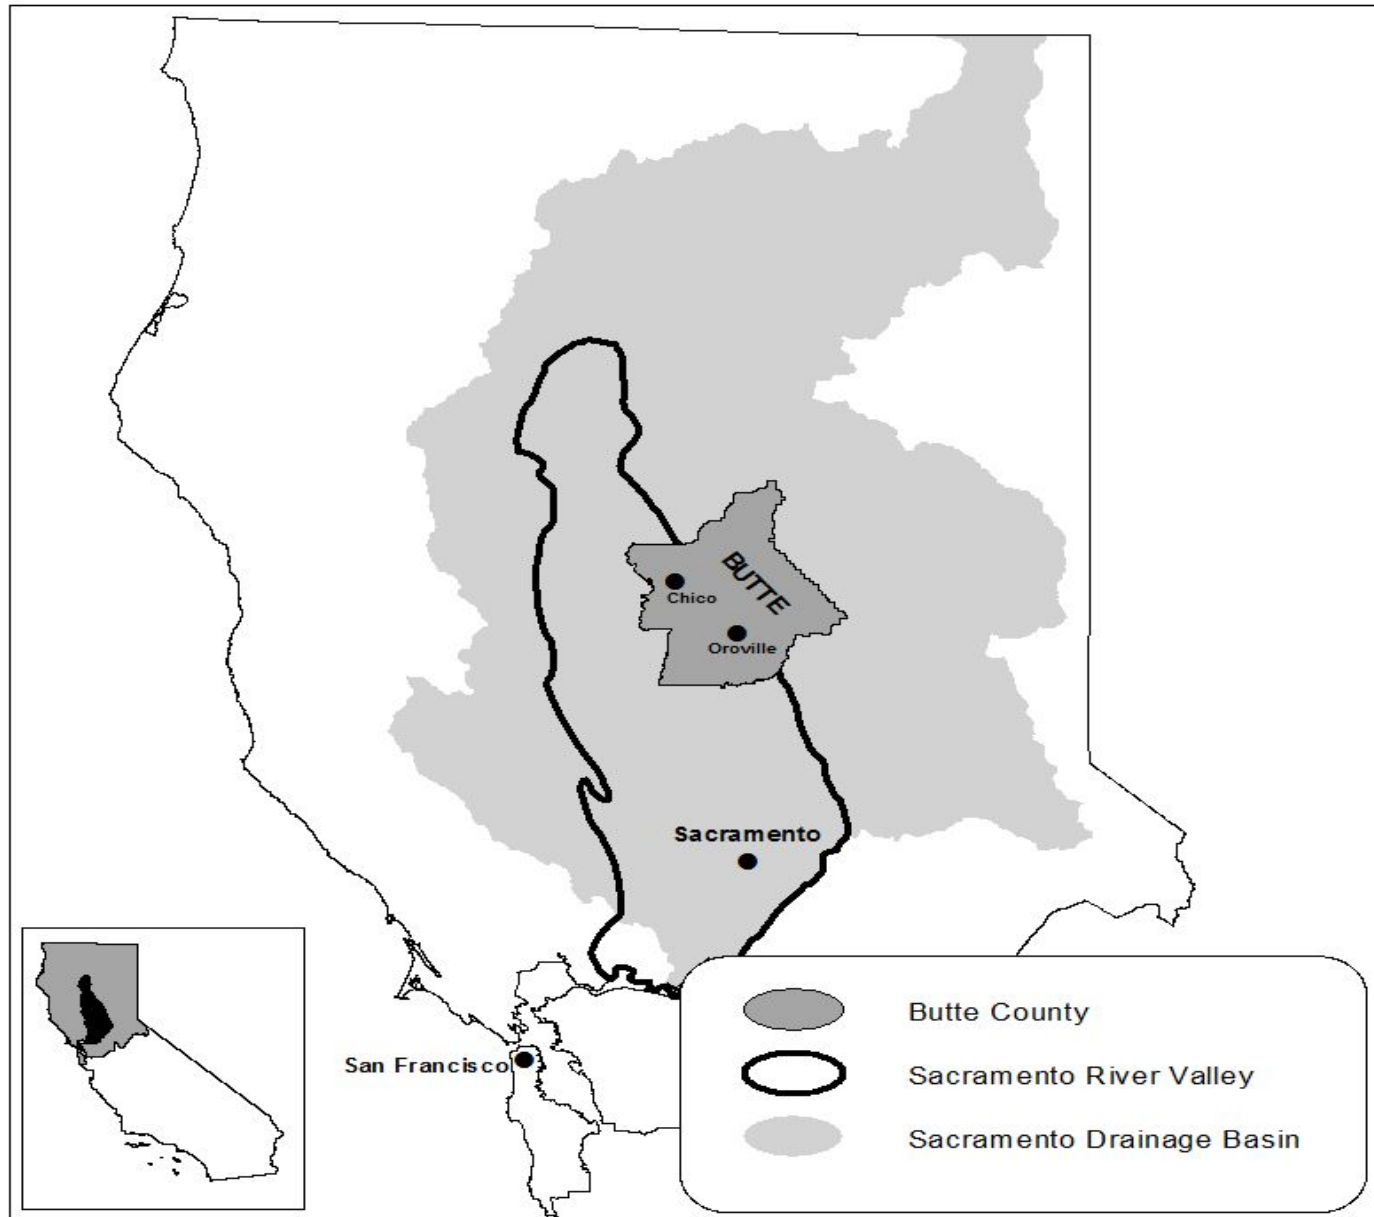 BUTTE
Chico
Oroville
Sacramento
San Francisco
Butte County
Sacramento River Valley
Sacramento Drainage Basin